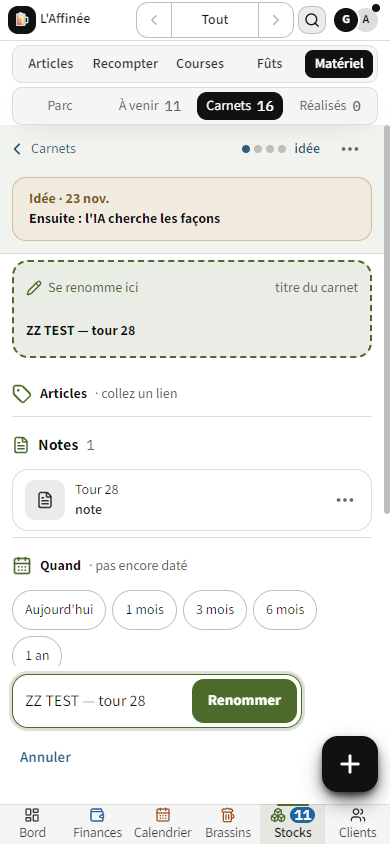 L'Affinée
Tout
G
A
Articles
Recompter
Courses
Fûts
Matériel
Parc
À venir 11
Carnets 16
Réalisés 0
Carnets
idée
Idée · 23 nov.
Ensuite : l'IA cherche les façons
Se renomme ici
titre du carnet
ZZ TEST — tour 28
Articles · collez un lien
Notes 1
Tour 28
note
Quand · pas encore daté
Aujourd'hui
1 mois
3 mois
6 mois
1 an
ZZ TEST — tour 28
Renommer
Annuler
Bord
Finances
Calendrier
Brassins
11
Stocks
Clients